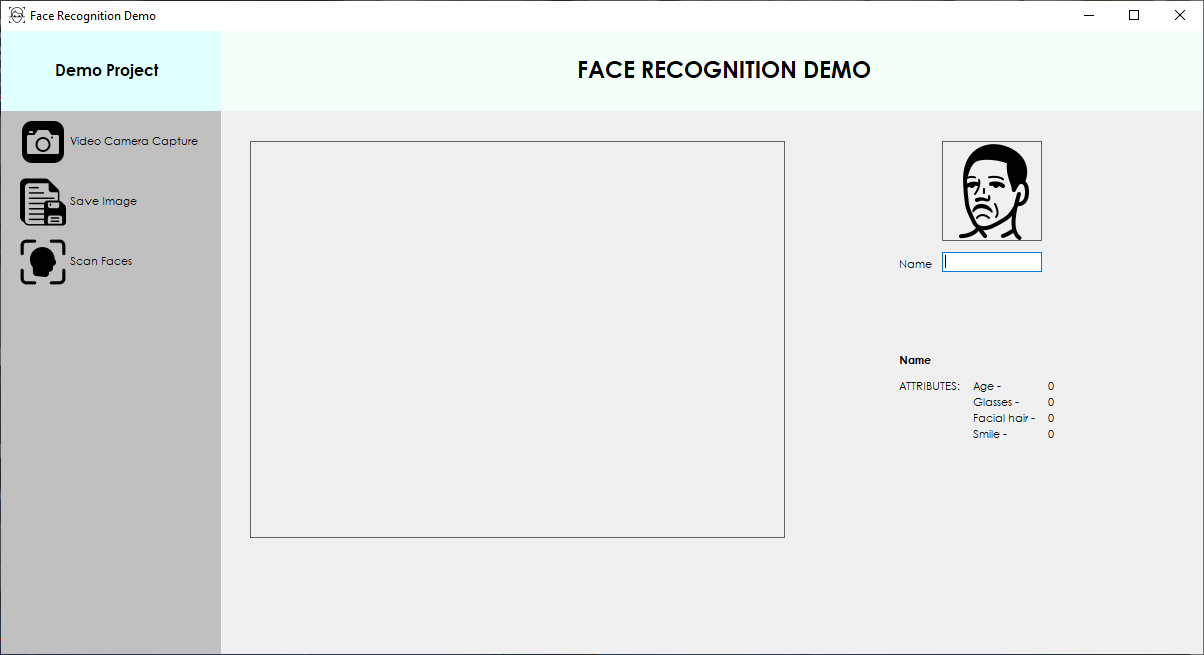 Face Recognition Demo
Demo Project
FACE RECOGNITION DEMO
Video Camera Capture
Save Image
Scan Faces
Name
Name
ATTRIBUTES: Age - 0
Glasses - 0
Facial hair - 0
Smile - 0